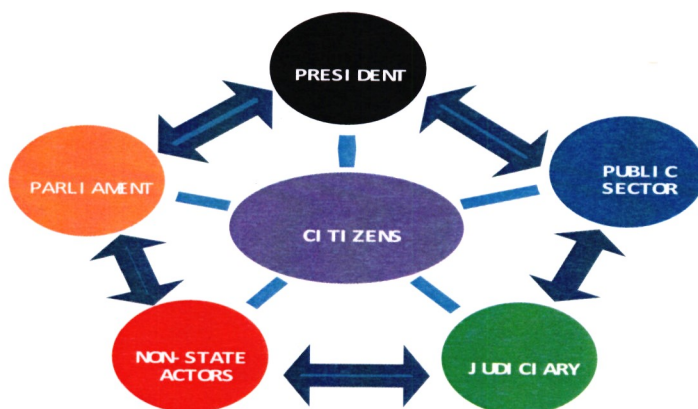 PRESIDENT
PARLIAMENT
PUBLIC
SECTOR
CITIZENS
NON-STATE
ACTORS
JUDICIARY